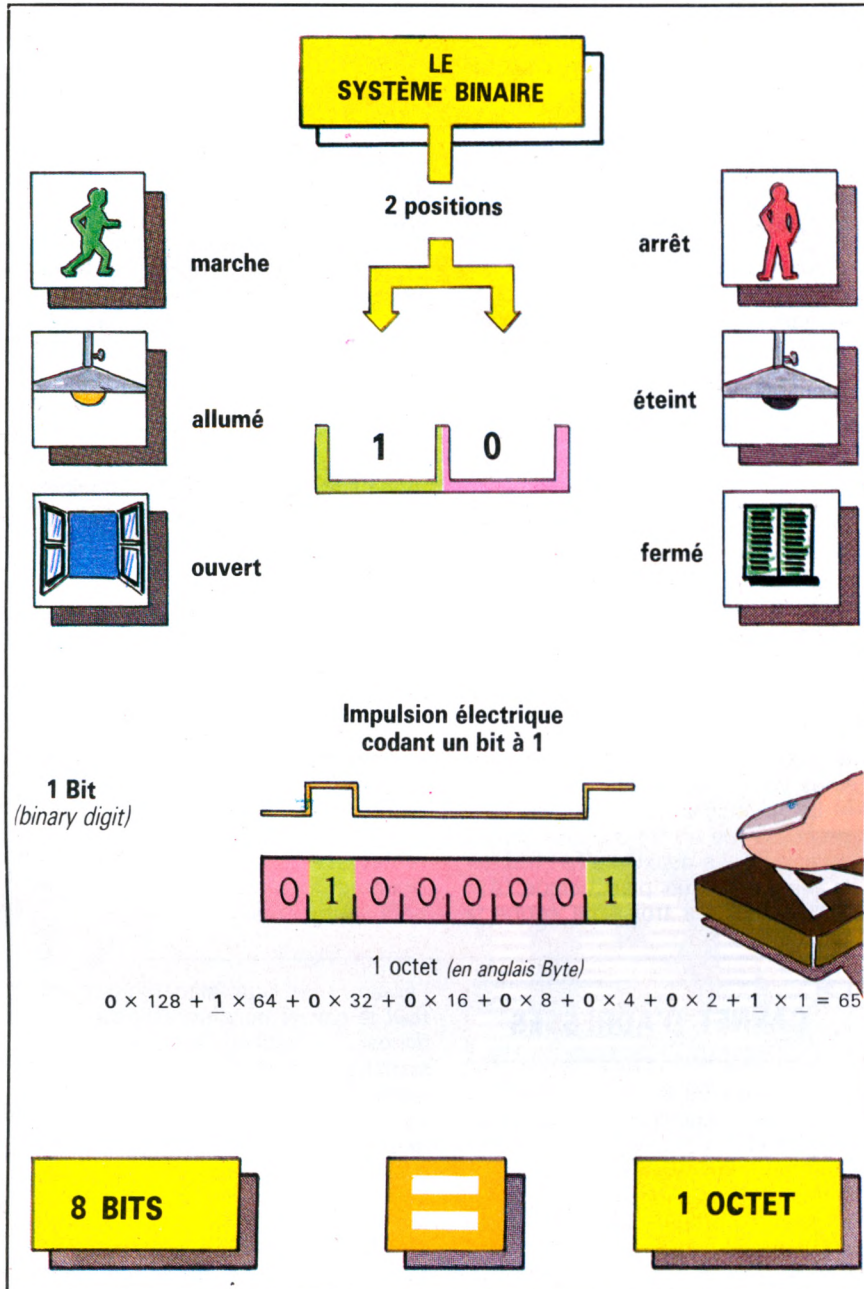 LE
SYSTÈME BINAIRE
2 positions
marche
arrêt
allumé
éteint
1 0
ouvert
fermé
Impulsion électrique
codant un bit à 1
1 Bit
(binary digit)
0 1 0 0 0 0 0 1
A
1 octet (en anglais Byte)
0 × 128 + 1 × 64 + 0 × 32 + 0 × 16 + 0 × 8 + 0 × 4 + 0 × 2 + 1 × 1 = 65
8 BITS = 1 OCTET